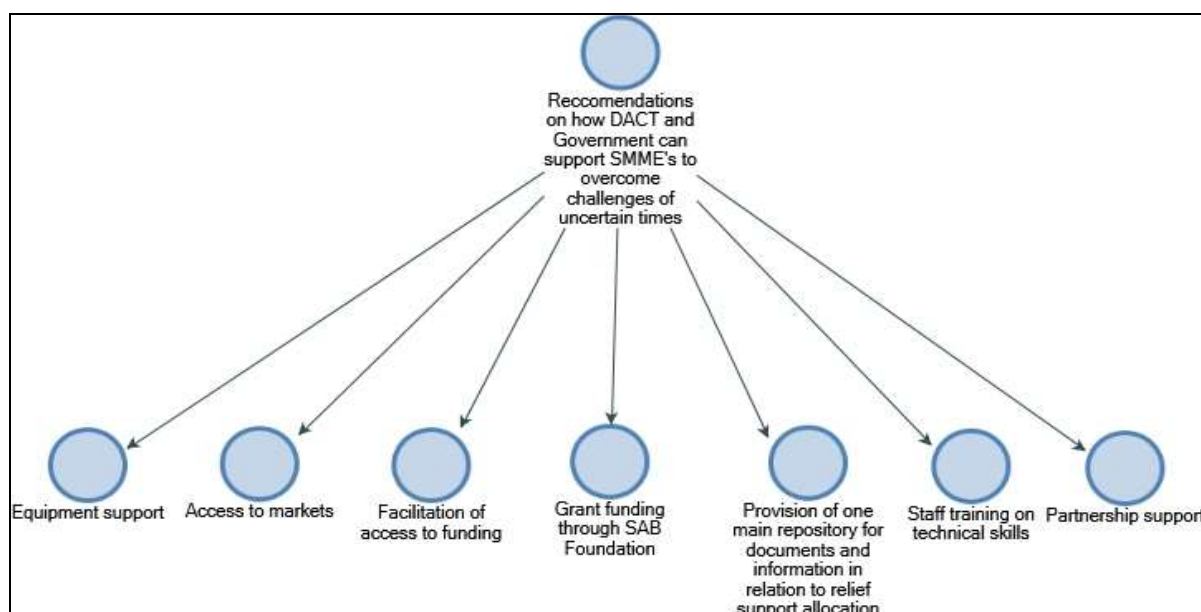 Reccomendations
on how DACT and
Government can
support SMME's to
overcome
challenges of
uncertain times
Equipment support
Access to markets
Facilitation of
access to funding
Grant funding
through SAB
Foundation
Provision of one
main repository for
documents and
information in
relation to relief
support allocation
Staff training on
technical skills
Partnership support